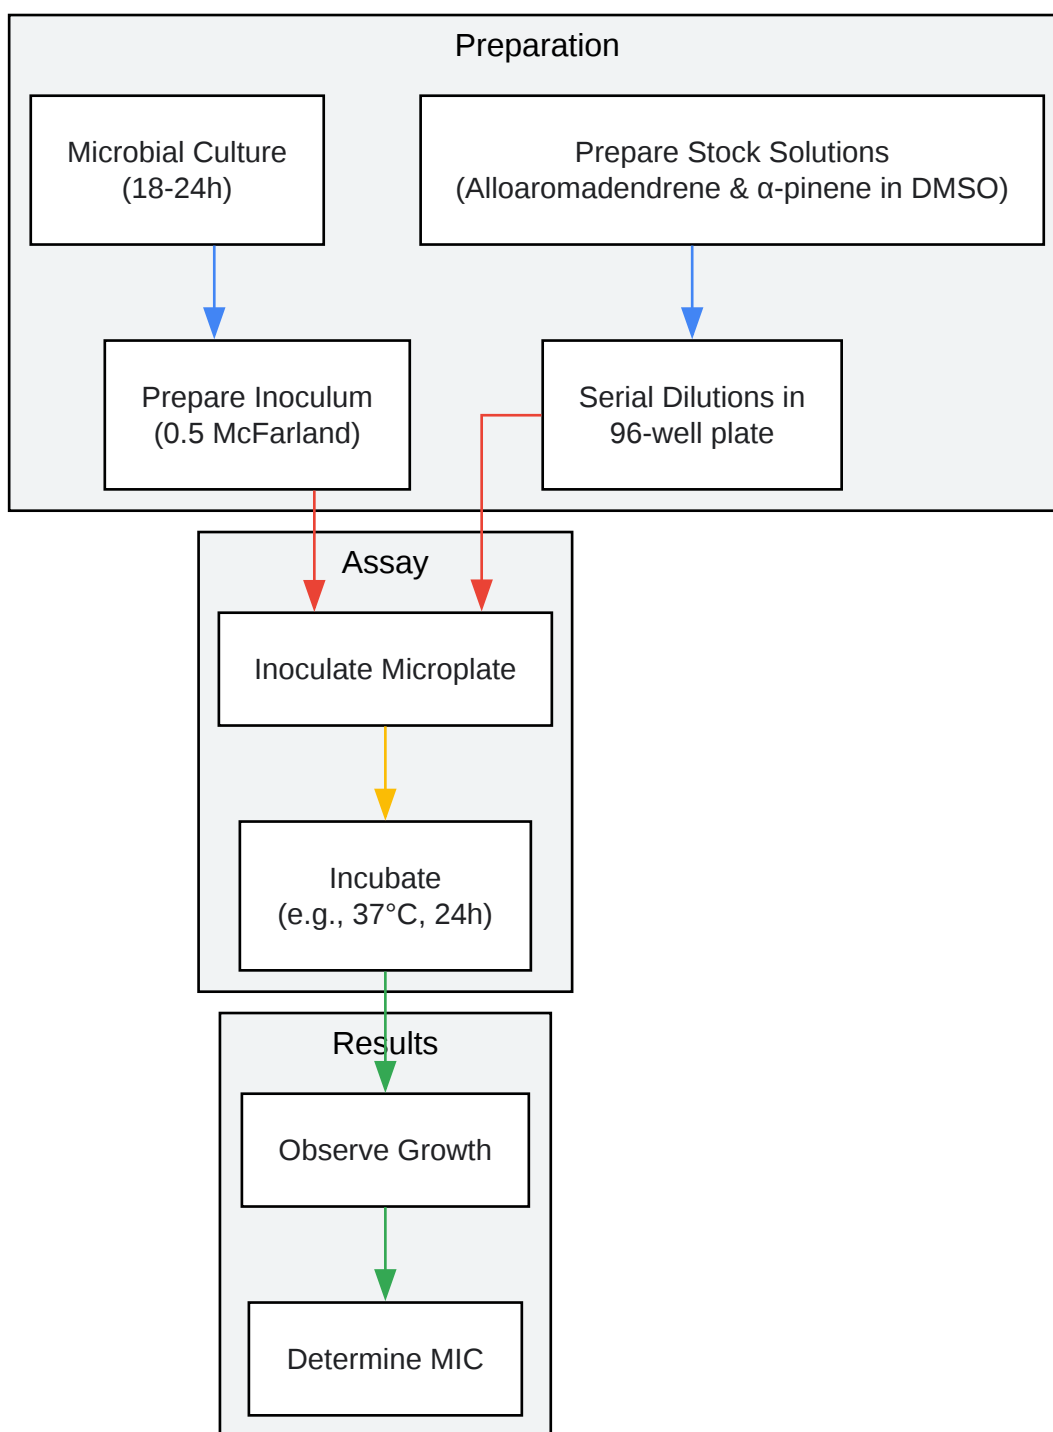 Preparation
Microbial Culture
(18-24h)
Prepare Stock Solutions
(Alloaromadendrene & α-pinene in DMSO)
Prepare Inoculum
(0.5 McFarland)
Serial Dilutions in
96-well plate
Assay
Inoculate Microplate
Incubate
(e.g., 37°C, 24h)
Results
Observe Growth
Determine MIC